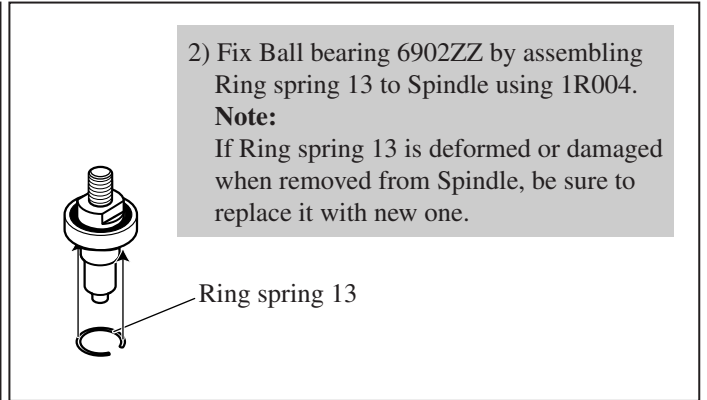 2) Fix Ball bearing 6902ZZ by assembling
Ring spring 13 to Spindle using 1R004.
Note:
If Ring spring 13 is deformed or damaged
when removed from Spindle, be sure to
replace it with new one.
Ring spring 13